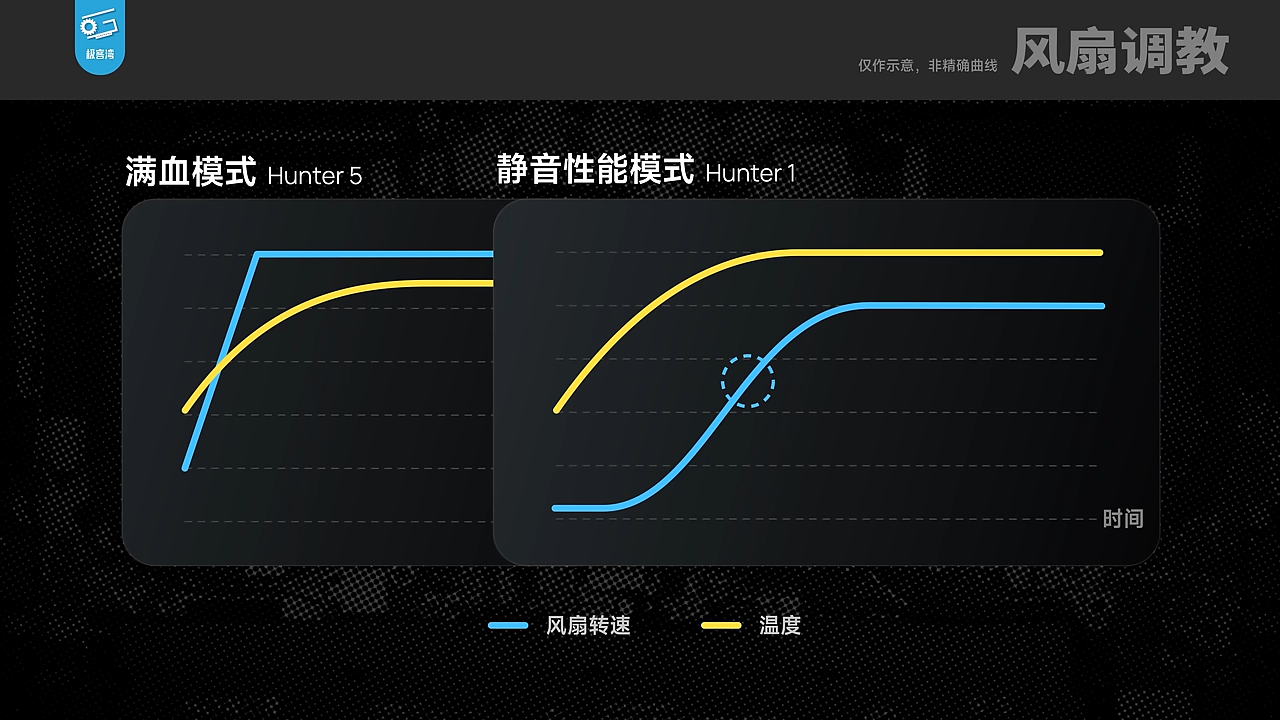 极客湾
仅作示意，非精确曲线 风扇调教
满血模式 Hunter 5
静音性能模式 Hunter 1
时间
风扇转速
温度